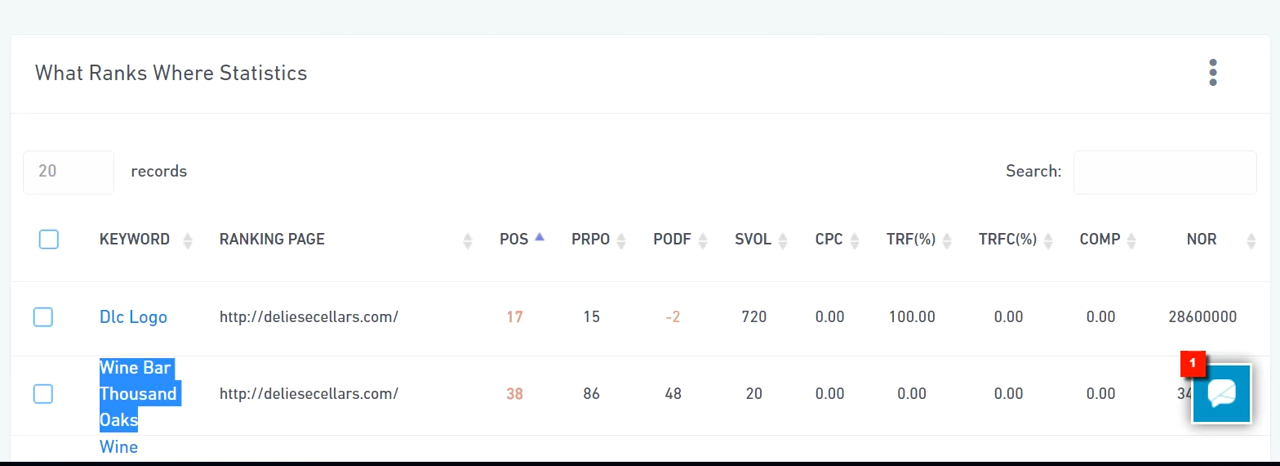 What Ranks Where Statistics
20 records Search:
KEYWORD RANKING PAGE POS PRPO PODF SVOL CPC TRF(%) TRFC(%) COMP NOR
Dlc Logo http://deliesecellars.com/ 17 15 -2 720 0.00 100.00 0.00 0.00 28600000
1
Wine Bar
Thousand http://deliesecellars.com/ 38 86 48 20 0.00 0.00 0.00 0.00
Oaks
Wine